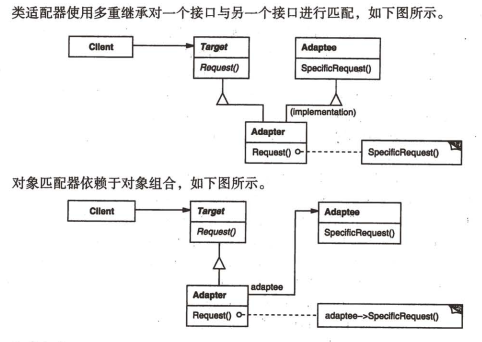 类适配器使用多重继承对一个接口与另一个接口进行匹配，如下图所示。
Client
Target
Adaptee
Request()
SpecificRequest()
(implementation)
Adapter
Request()
SpecificRequest()
对象匹配器依赖于对象组合，如下图所示。
Client
Target
Adaptee
Request()
SpecificRequest()
adaptee
Adapter
Request()
adaptee–>SpecificRequest()